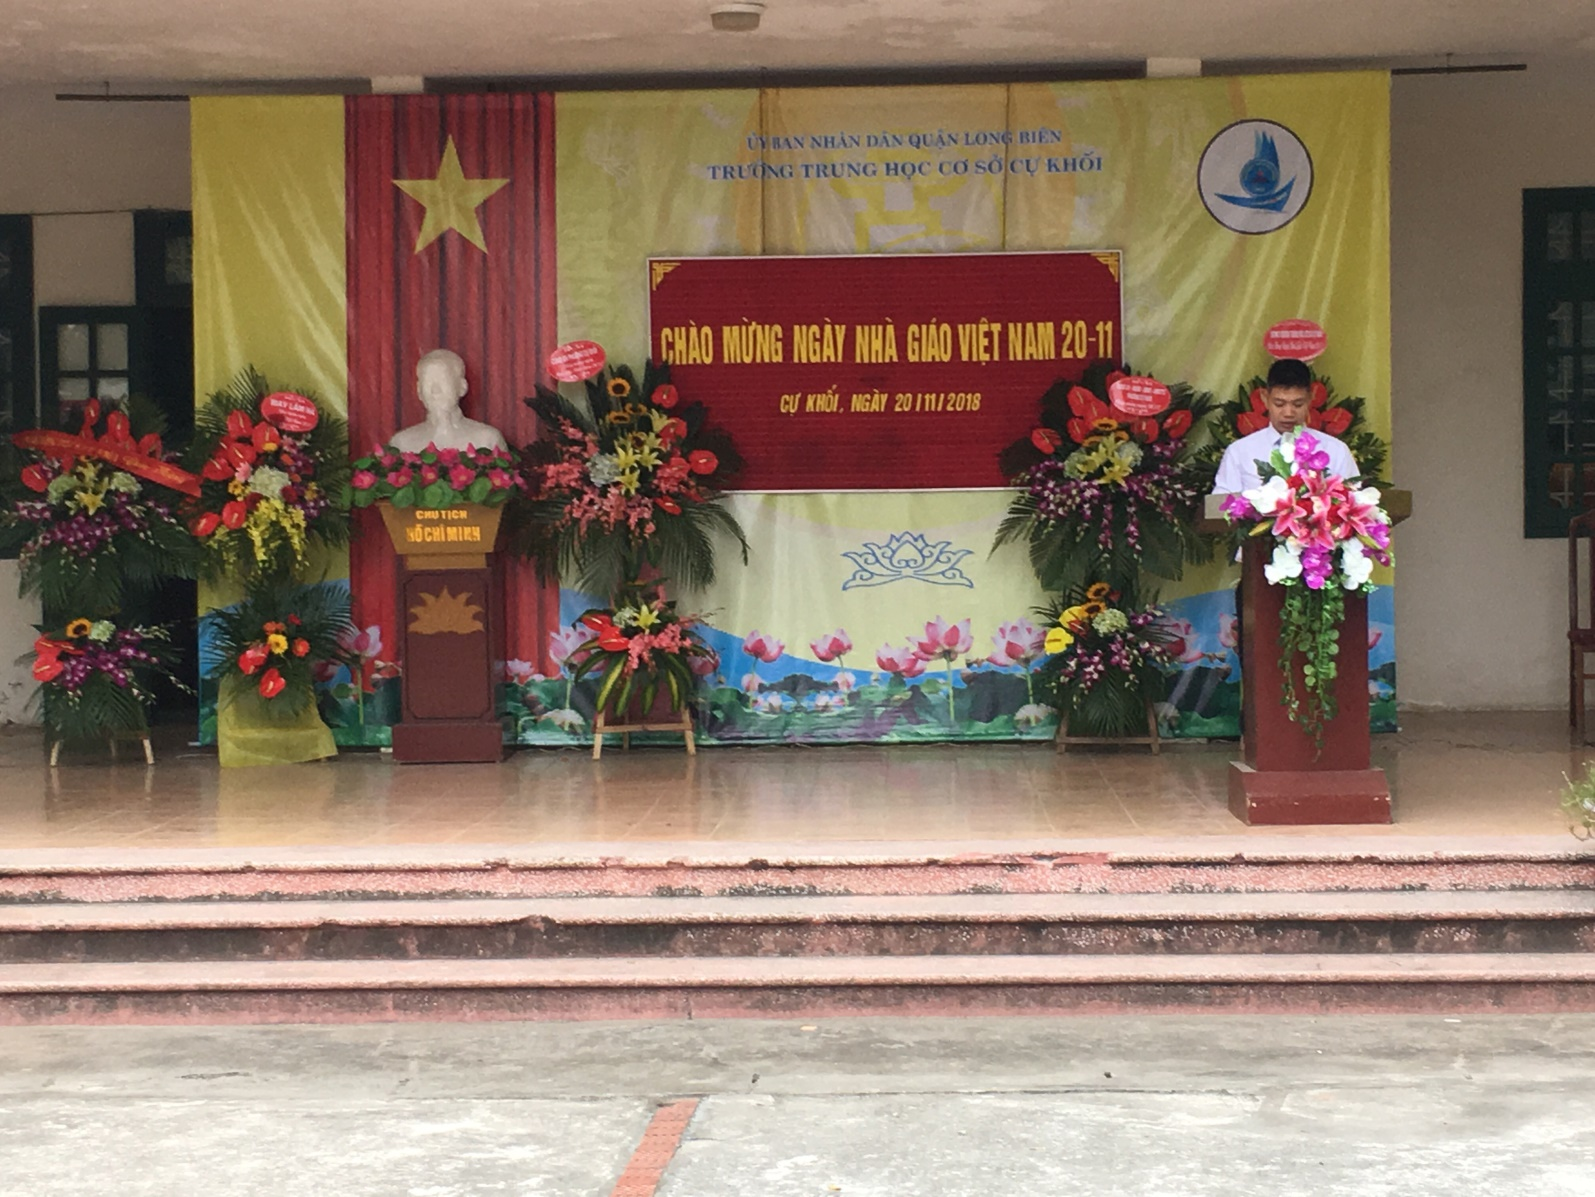 ỦY BAN NHÂN DÂN QUẬN LONG BIÊN
TRƯỜNG TRUNG HỌC CƠ SỞ CỰ KHỐI
CHÀO MỪNG NGÀY NHÀ GIÁO VIỆT NAM 20-11
CỰ KHỐI, NGÀY 20/11/2018
CHỦ TỊCH
HỒ CHÍ MINH